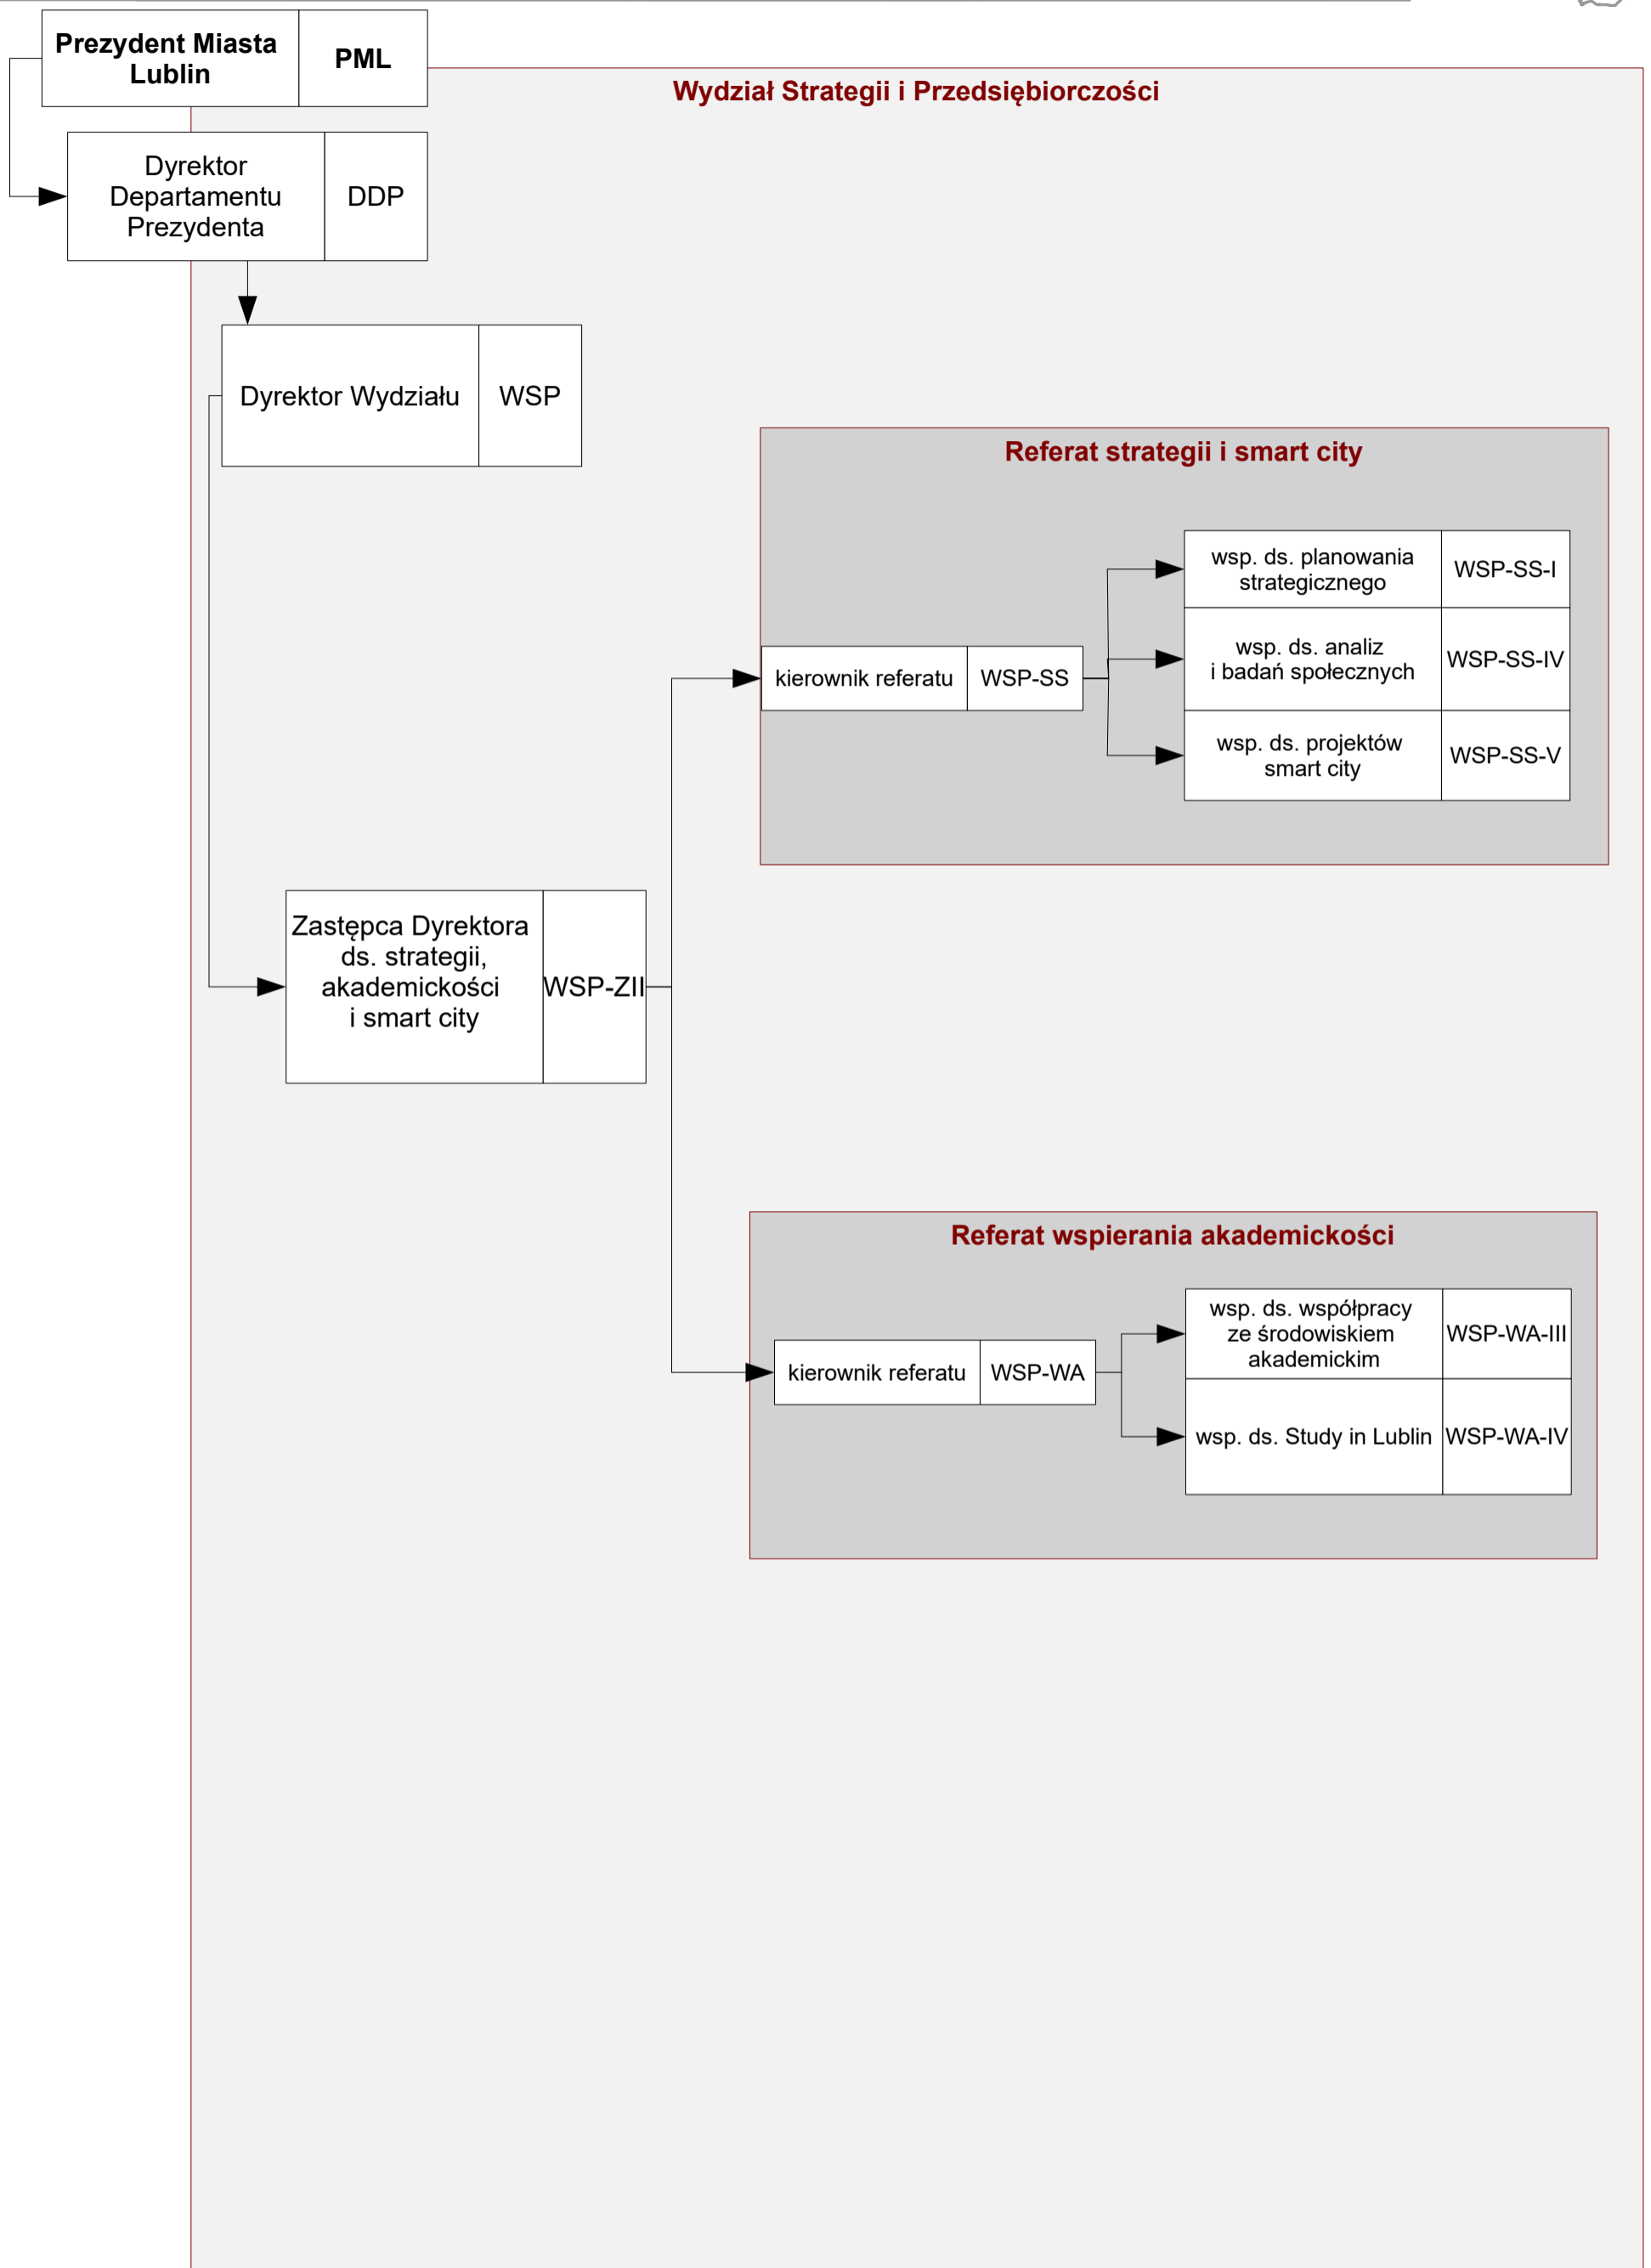 Prezydent Miasta
Lublin
PML
Wydział Strategii i Przedsiębiorczości
Dyrektor
Departamentu
Prezydenta
DDP
Dyrektor Wydziału
WSP
Referat strategii i smart city
wsp. ds. planowania
strategicznego
WSP-SS-I
wsp. ds. analiz
i badań społecznych
WSP-SS-IV
kierownik referatu
WSP-SS
wsp. ds. projektów
smart city
WSP-SS-V
Zastępca Dyrektora
ds. strategii,
akademickości
i smart city
WSP-ZII
Referat wspierania akademickości
wsp. ds. współpracy
ze środowiskiem
akademickim
WSP-WA-III
kierownik referatu
WSP-WA
wsp. ds. Study in Lublin
WSP-WA-IV